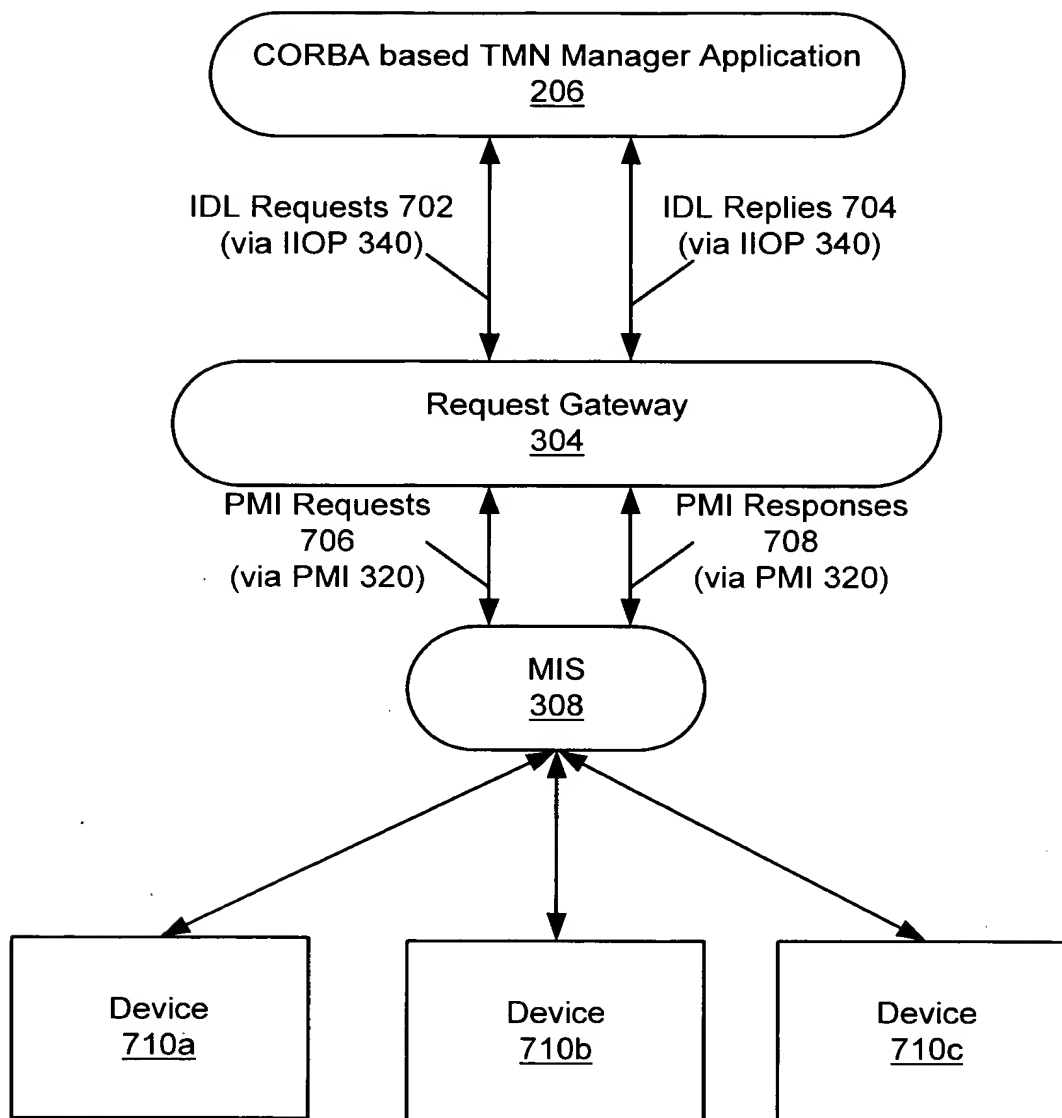 CORBA based TMN Manager Application
206
IDL Requests 702
(via IIOP 340)
IDL Replies 704
(via IIOP 340)
Request Gateway
304
PMI Requests
706
(via PMI 320)
PMI Responses
708
(via PMI 320)
MIS
308
Device
710a
Device
710b
Device
710c